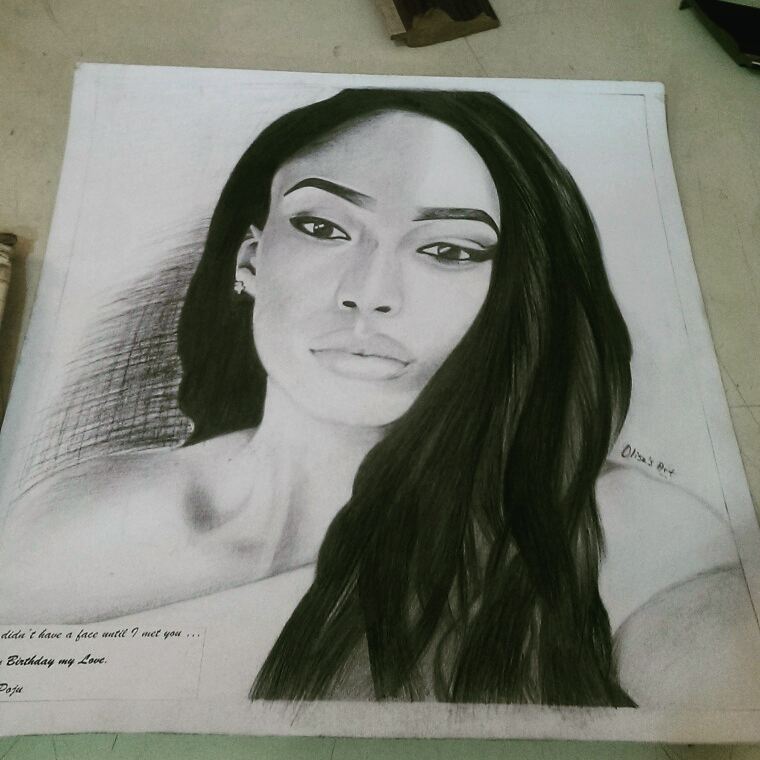 Olisa's Art
didn't have a face until I met you ...
Birthday my Love.
Poju